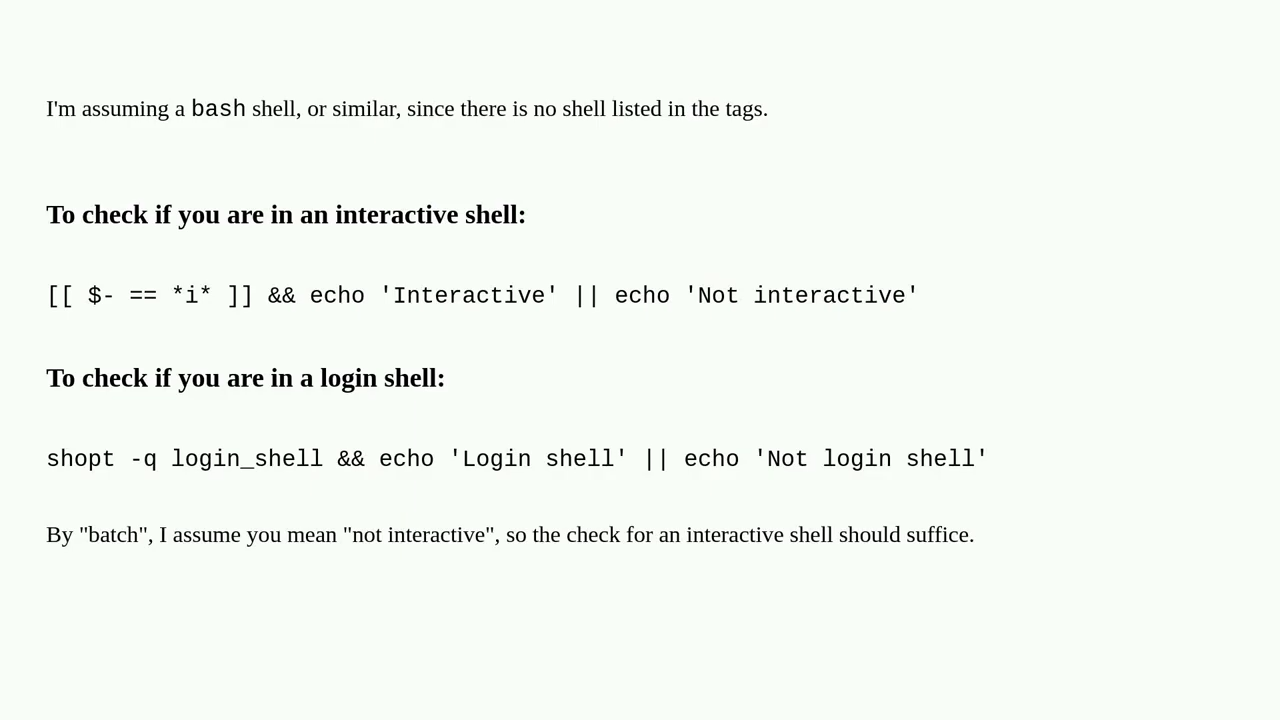 I'm assuming a bash shell, or similar, since there is no shell listed in the tags.
To check if you are in an interactive shell:
[[ $- == *i* ]] && echo 'Interactive' || echo 'Not interactive'
To check if you are in a login shell:
shopt -q login_shell && echo 'Login shell' || echo 'Not login shell'
By "batch", I assume you mean "not interactive", so the check for an interactive shell should suffice.